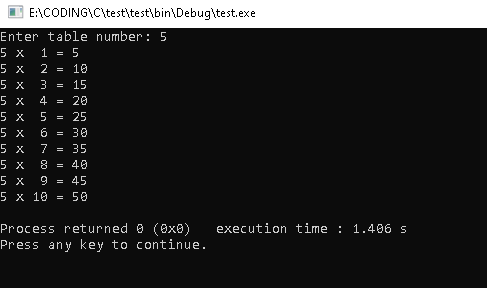 E:\CODING\C\test\test\bin\Debug\test.exe
Enter table number: 5
5 x  1 = 5
5 x  2 = 10
5 x  3 = 15
5 x  4 = 20
5 x  5 = 25
5 x  6 = 30
5 x  7 = 35
5 x  8 = 40
5 x  9 = 45
5 x 10 = 50
Process returned 0 (0x0)   execution time : 1.406 s
Press any key to continue.